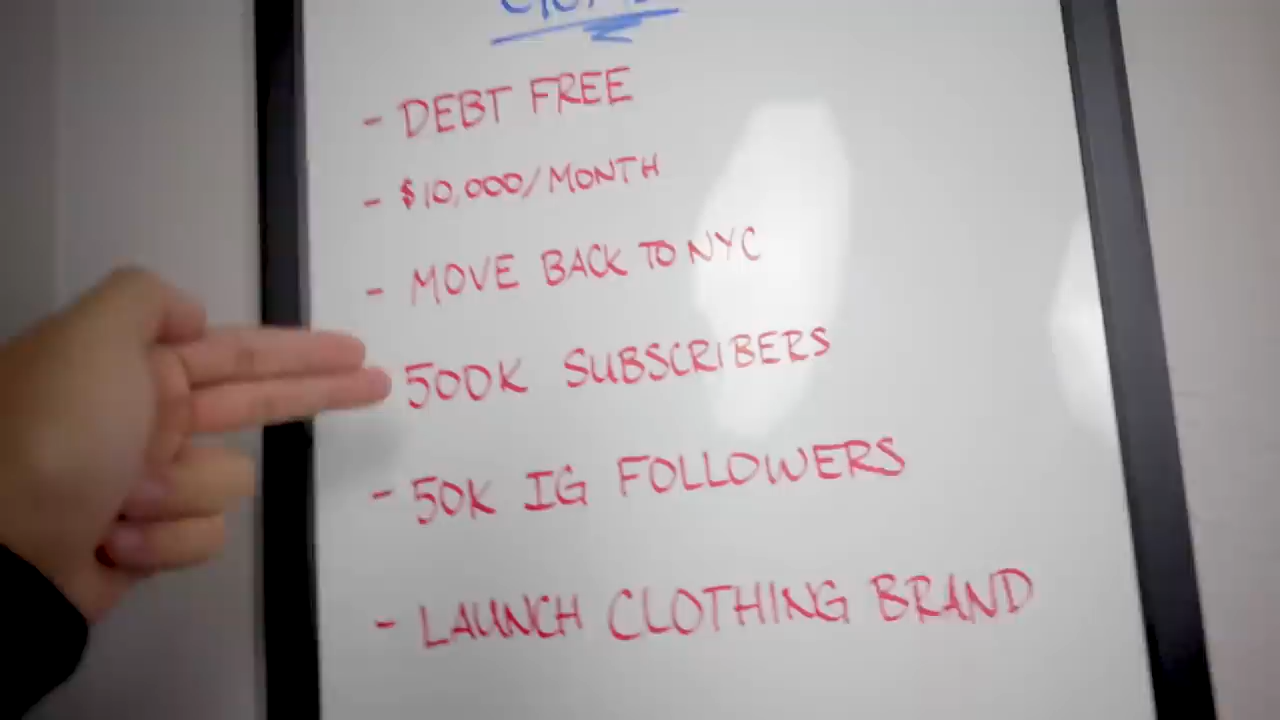 - DEBT FREE
- $10,000/MONTH
- MOVE BACK TO NYC
500K SUBSCRIBERS
- 50K IG FOLLOWERS
- LAUNCH CLOTHING BRAND